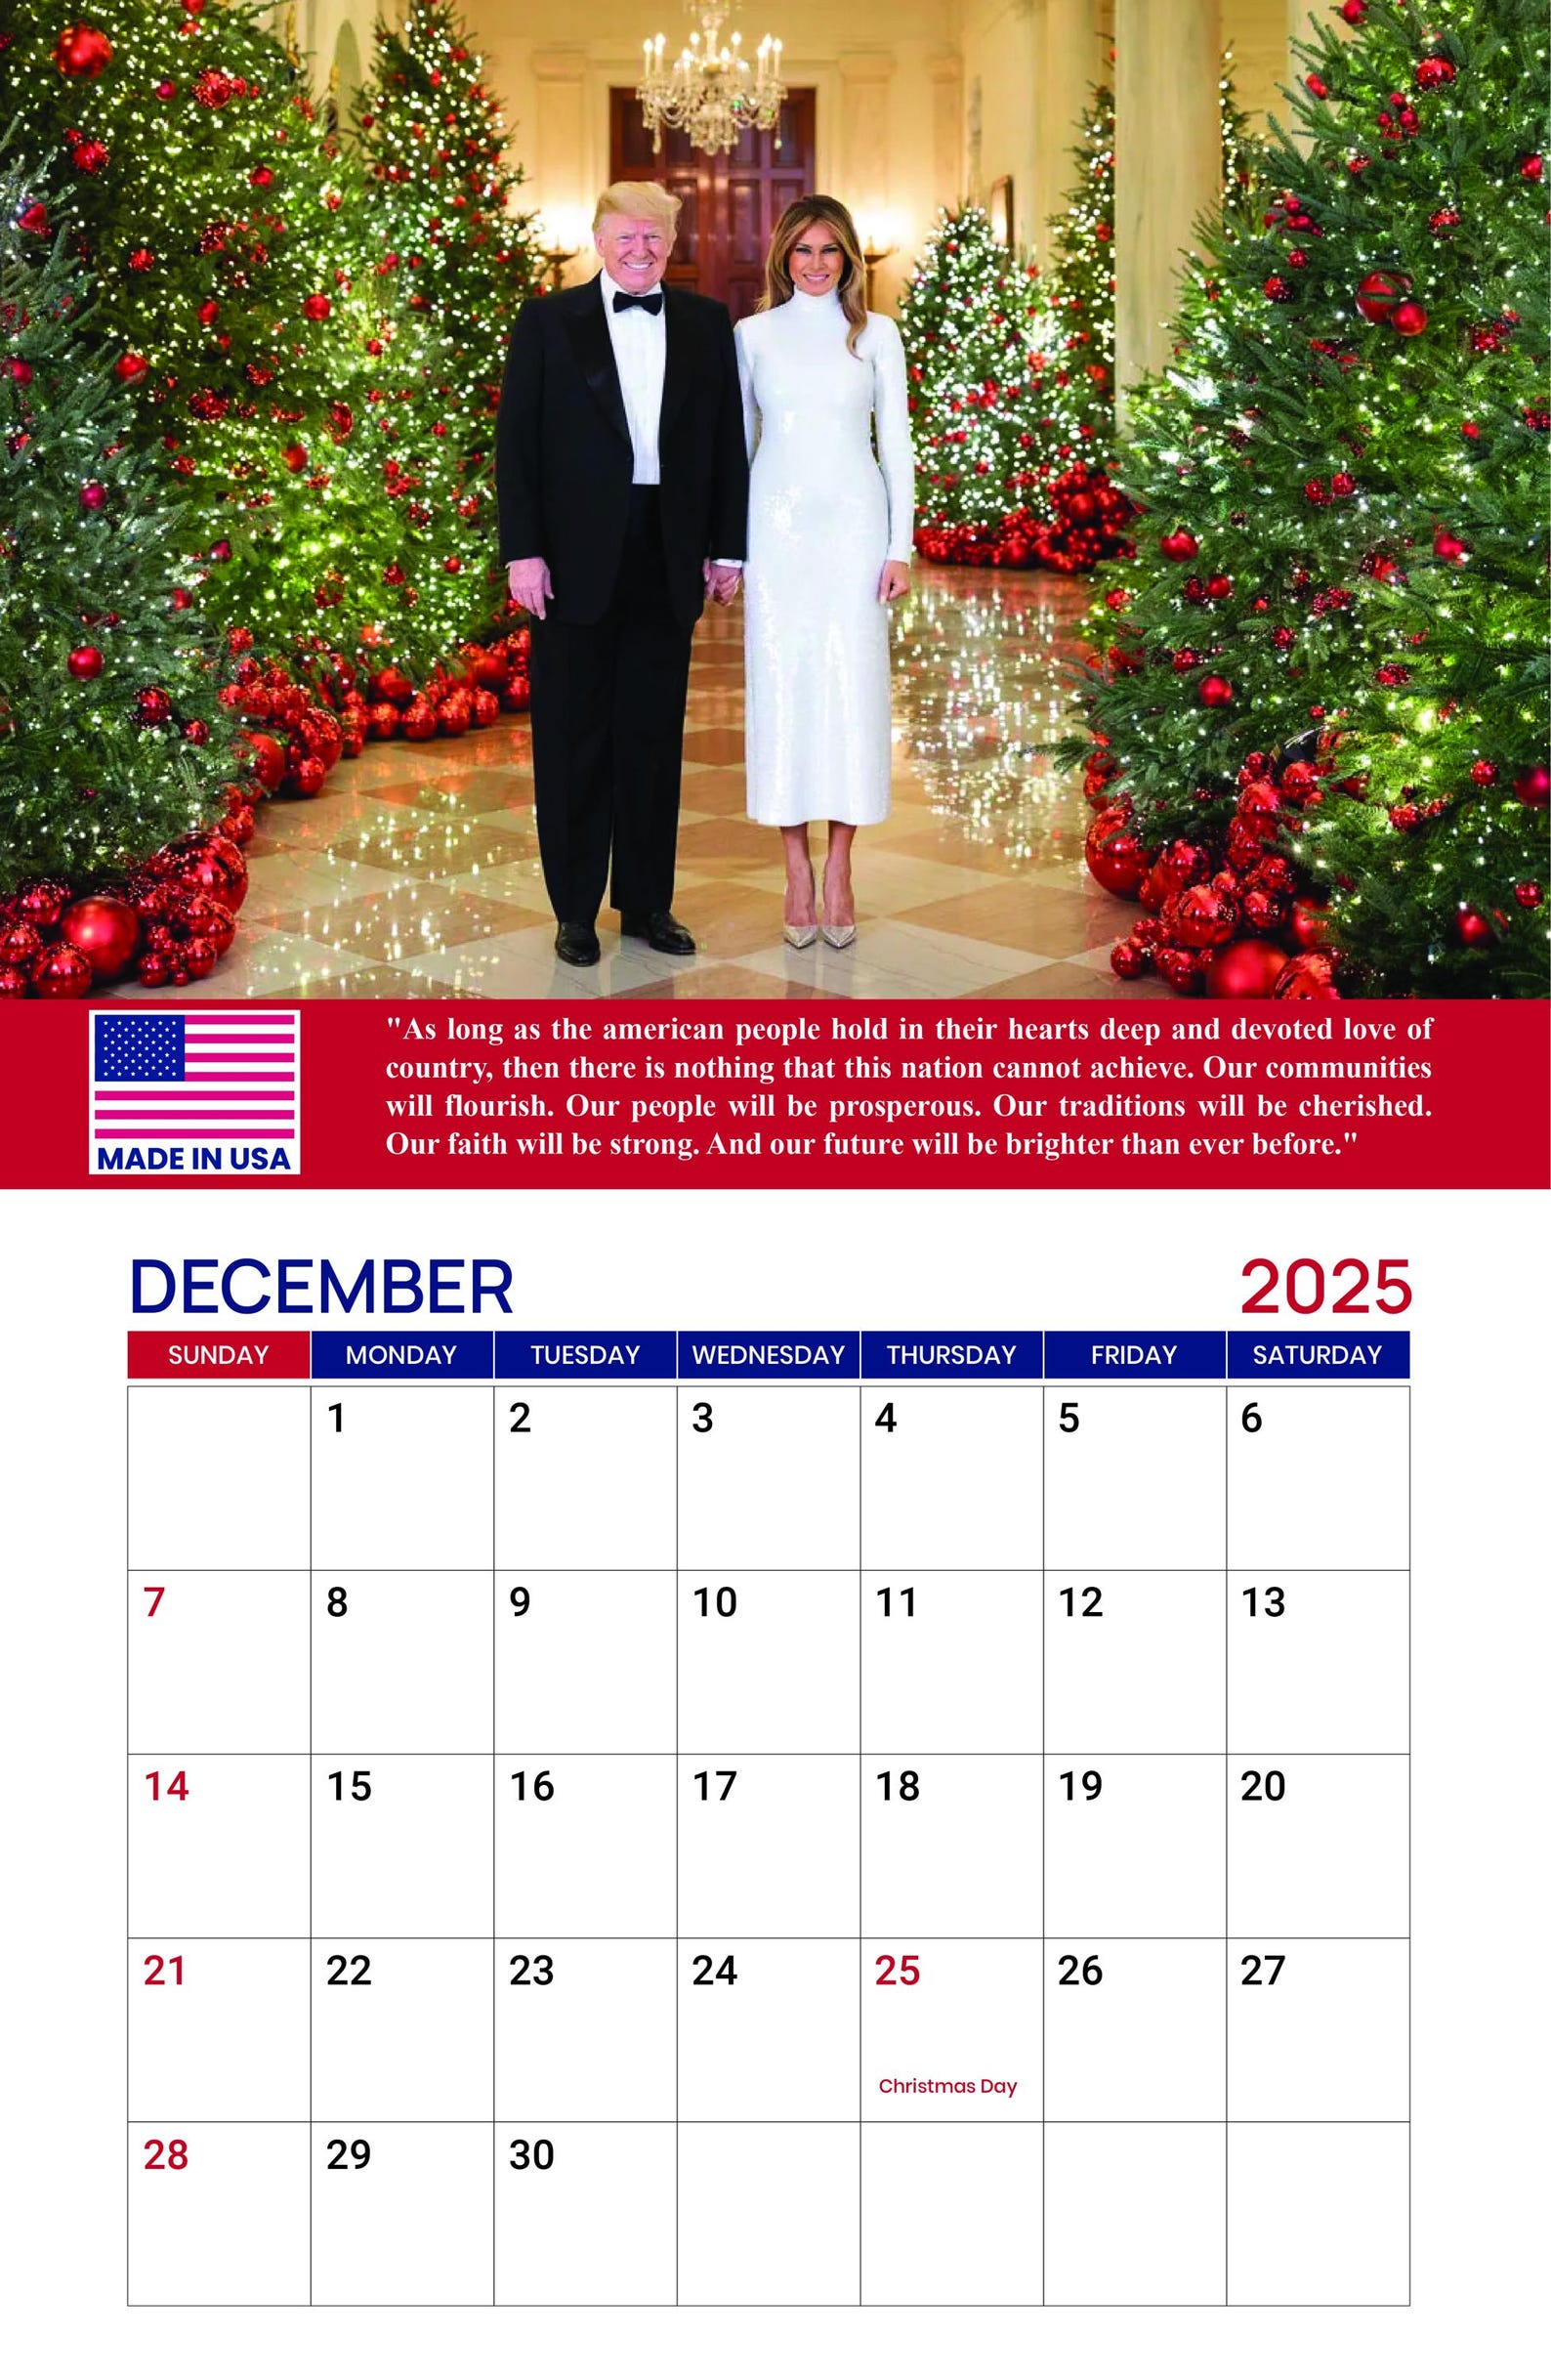 "As long as the american people hold in their hearts deep and devoted love of
country, then there is nothing that this nation cannot achieve. Our communities
will flourish. Our people will be prosperous. Our traditions will be cherished.
Our faith will be strong. And our future will be brighter than ever before."
MADE IN USA
DECEMBER 2025
SUNDAY MONDAY TUESDAY WEDNESDAY THURSDAY FRIDAY SATURDAY
1 2 3 4 5 6
7 8 9 10 11 12 13
14 15 16 17 18 19 20
21 22 23 24 25 26 27
Christmas Day
28 29 30